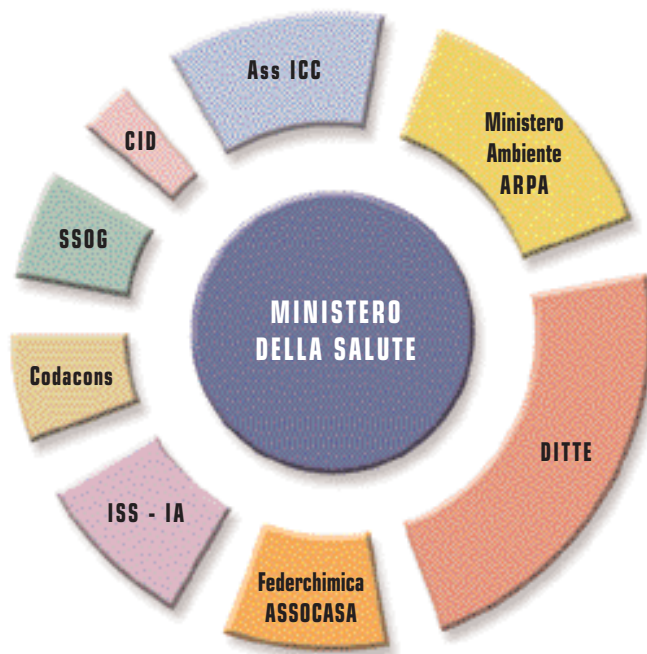 Ass ICC
Ministero
Ambiente
ARPA
CID
SSOG
MINISTERO
DELLA SALUTE
Codacons
DITTE
ISS - IA
Federchimica
ASSOCASA